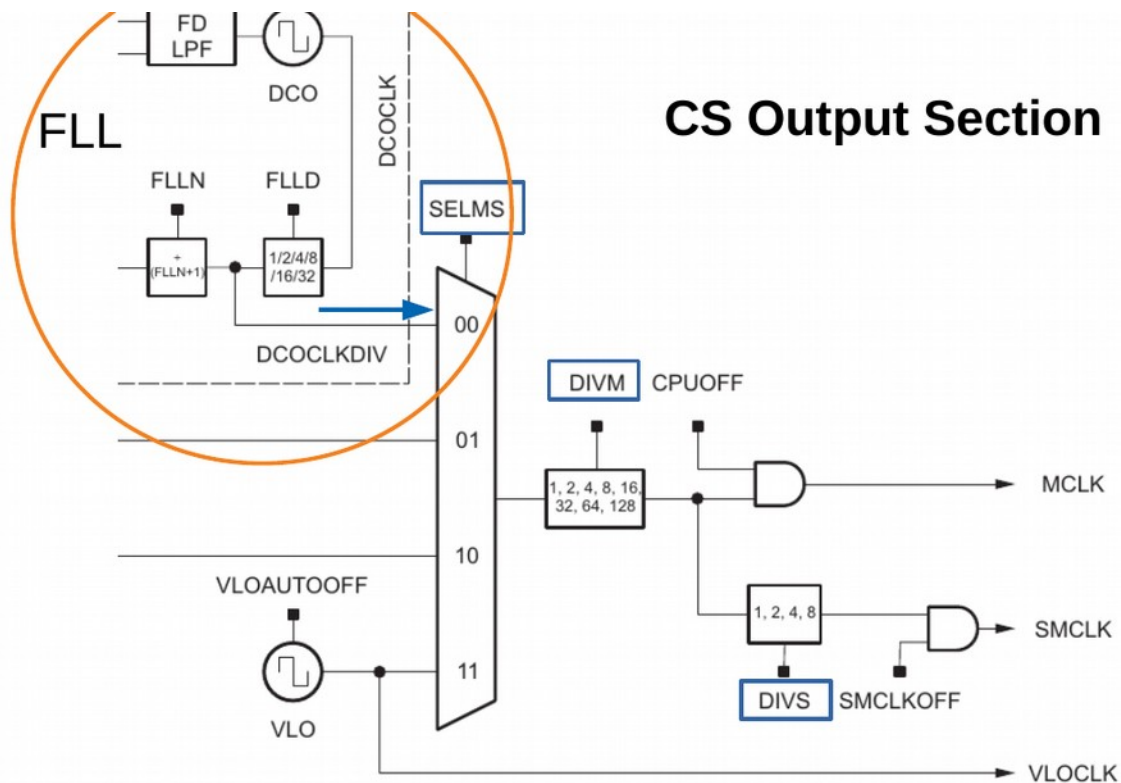 FD
LPF
DCO
DCOCLK
CS Output Section
FLL
FLLN
FLLD
SELMS
÷
(FLLN+1)
1/2/4/8
/16/32
00
DCOCLKDIV
DIVM
CPUOFF
01
1, 2, 4, 8, 16,
32, 64, 128
MCLK
10
VLOAUTOOFF
1, 2, 4, 8
SMCLK
11
DIVS
SMCLKOFF
VLO
VLOCLK